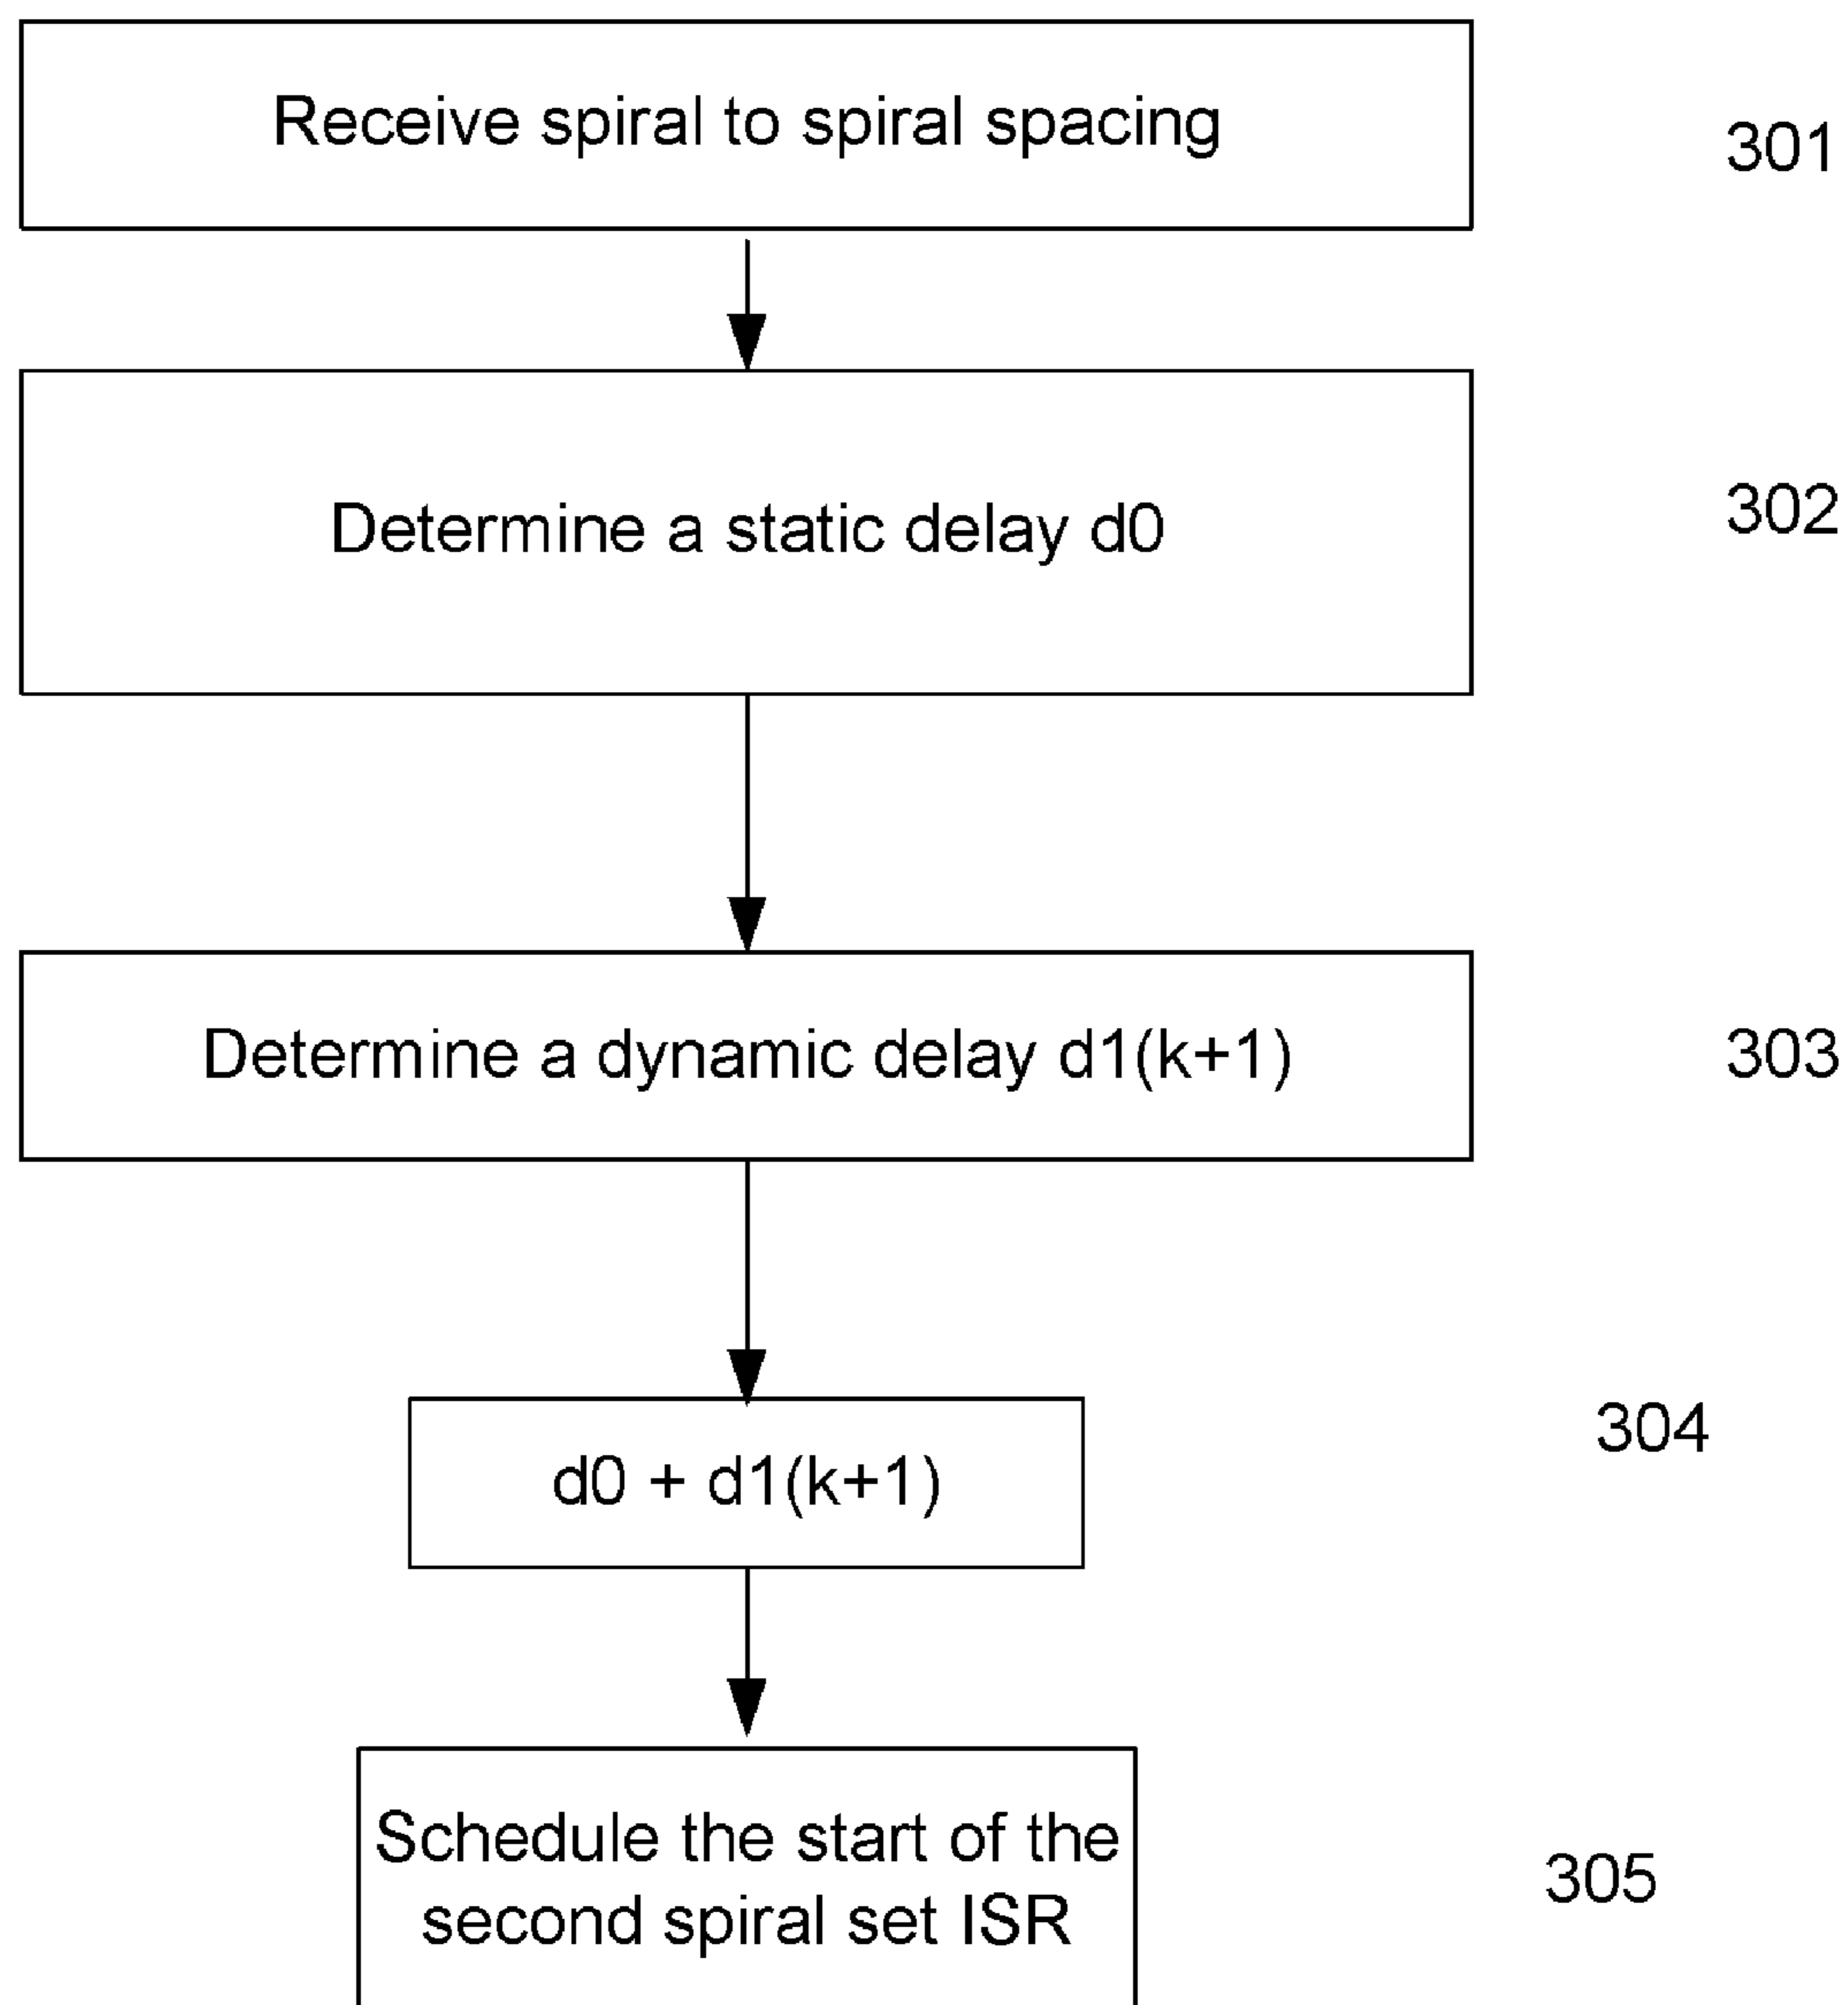 Receive spiral to spiral spacing
301
Determine a static delay d0
302
Determine a dynamic delay d1(k+1)
303
d0 + d1(k+1)
304
Schedule the start of the
second spiral set ISR
305